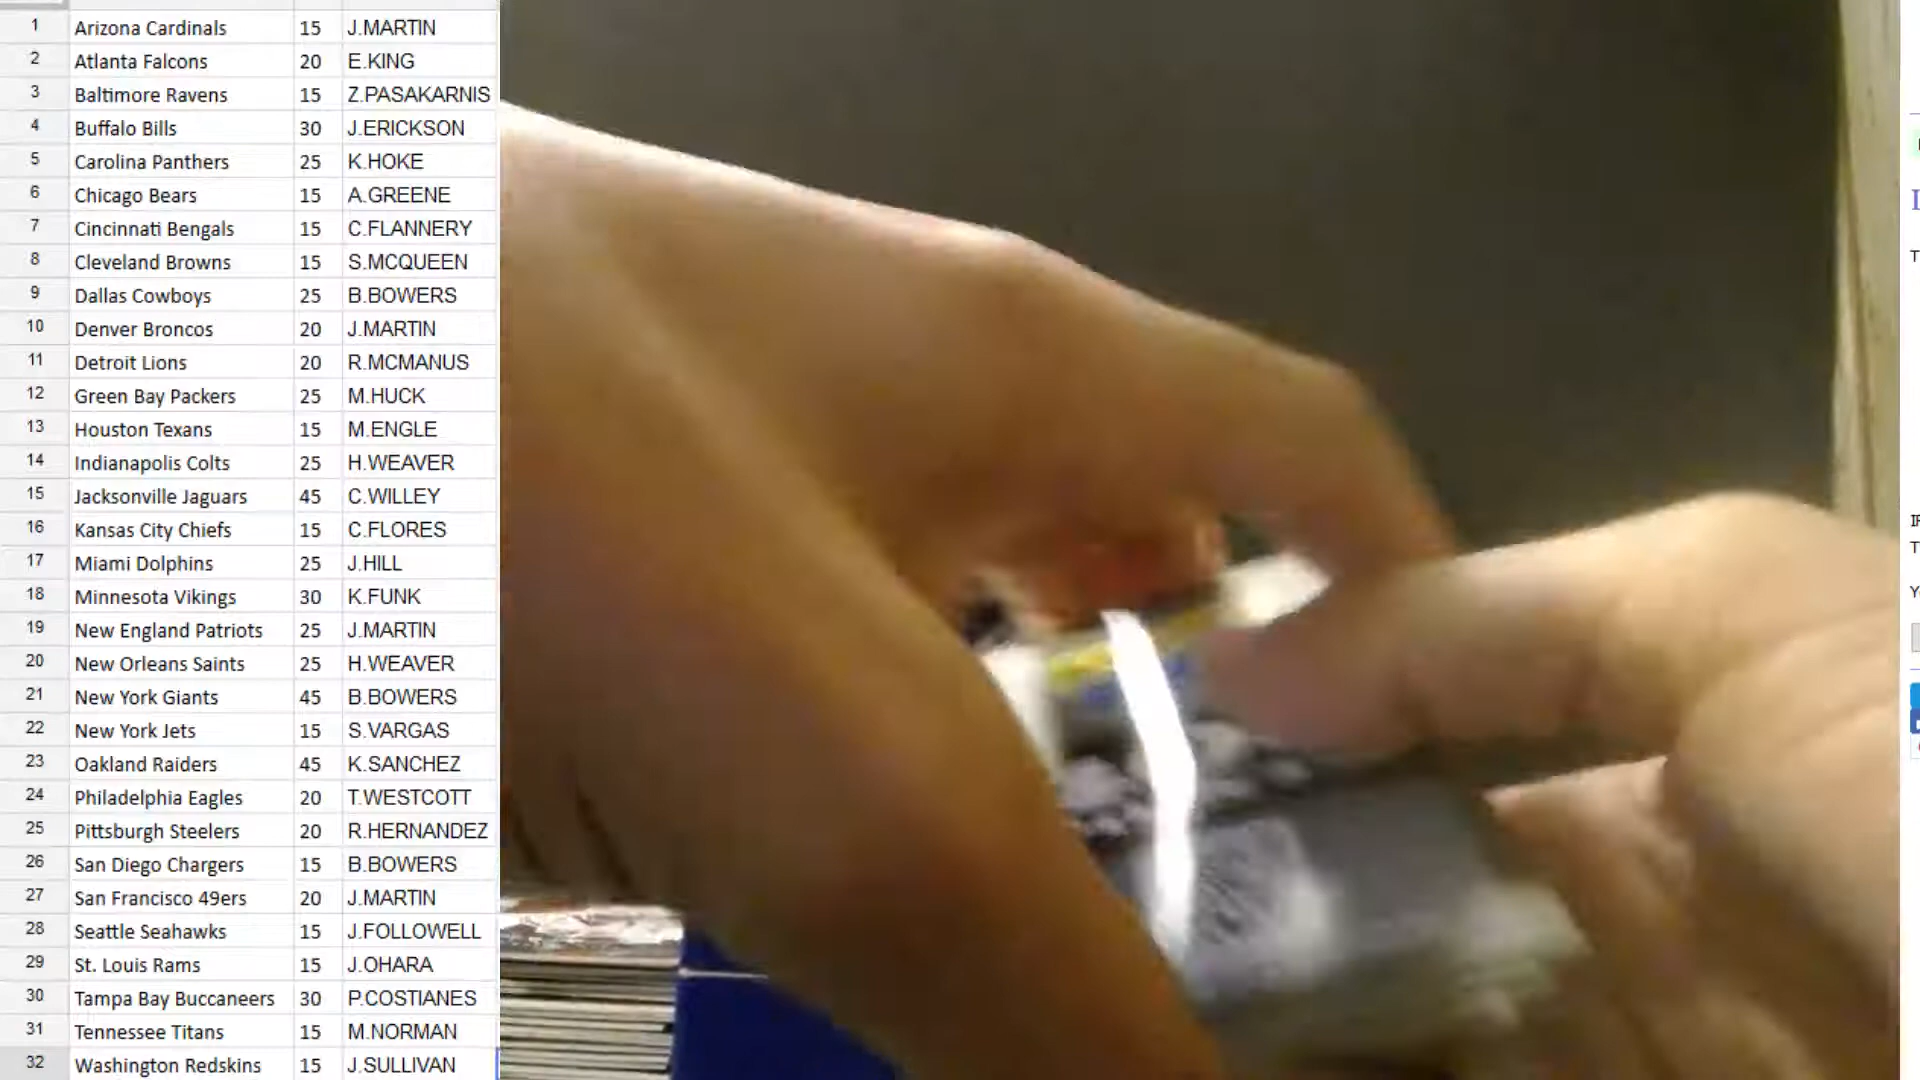 1 Arizona Cardinals 15 J.MARTIN
2 Atlanta Falcons 20 E.KING
3 Baltimore Ravens 15 Z.PASAKARNIS
4 Buffalo Bills 30 J.ERICKSON
5 Carolina Panthers 25 K.HOKE
6 Chicago Bears 15 A.GREENE
7 Cincinnati Bengals 15 C.FLANNERY
8 Cleveland Browns 15 S.MCQUEEN
9 Dallas Cowboys 25 B.BOWERS
10 Denver Broncos 20 J.MARTIN
11 Detroit Lions 20 R.MCMANUS
12 Green Bay Packers 25 M.HUCK
13 Houston Texans 15 M.ENGLE
14 Indianapolis Colts 25 H.WEAVER
15 Jacksonville Jaguars 45 C.WILLEY
16 Kansas City Chiefs 15 C.FLORES
17 Miami Dolphins 25 J.HILL
18 Minnesota Vikings 30 K.FUNK
19 New England Patriots 25 J.MARTIN
20 New Orleans Saints 25 H.WEAVER
21 New York Giants 45 B.BOWERS
22 New York Jets 15 S.VARGAS
23 Oakland Raiders 45 K.SANCHEZ
24 Philadelphia Eagles 20 T.WESTCOTT
25 Pittsburgh Steelers 20 R.HERNANDEZ
26 San Diego Chargers 15 B.BOWERS
27 San Francisco 49ers 20 J.MARTIN
28 Seattle Seahawks 15 J.FOLLOWELL
29 St. Louis Rams 15 J.OHARA
30 Tampa Bay Buccaneers 30 P.COSTIANES
31 Tennessee Titans 15 M.NORMAN
32 Washington Redskins 15 J.SULLIVAN